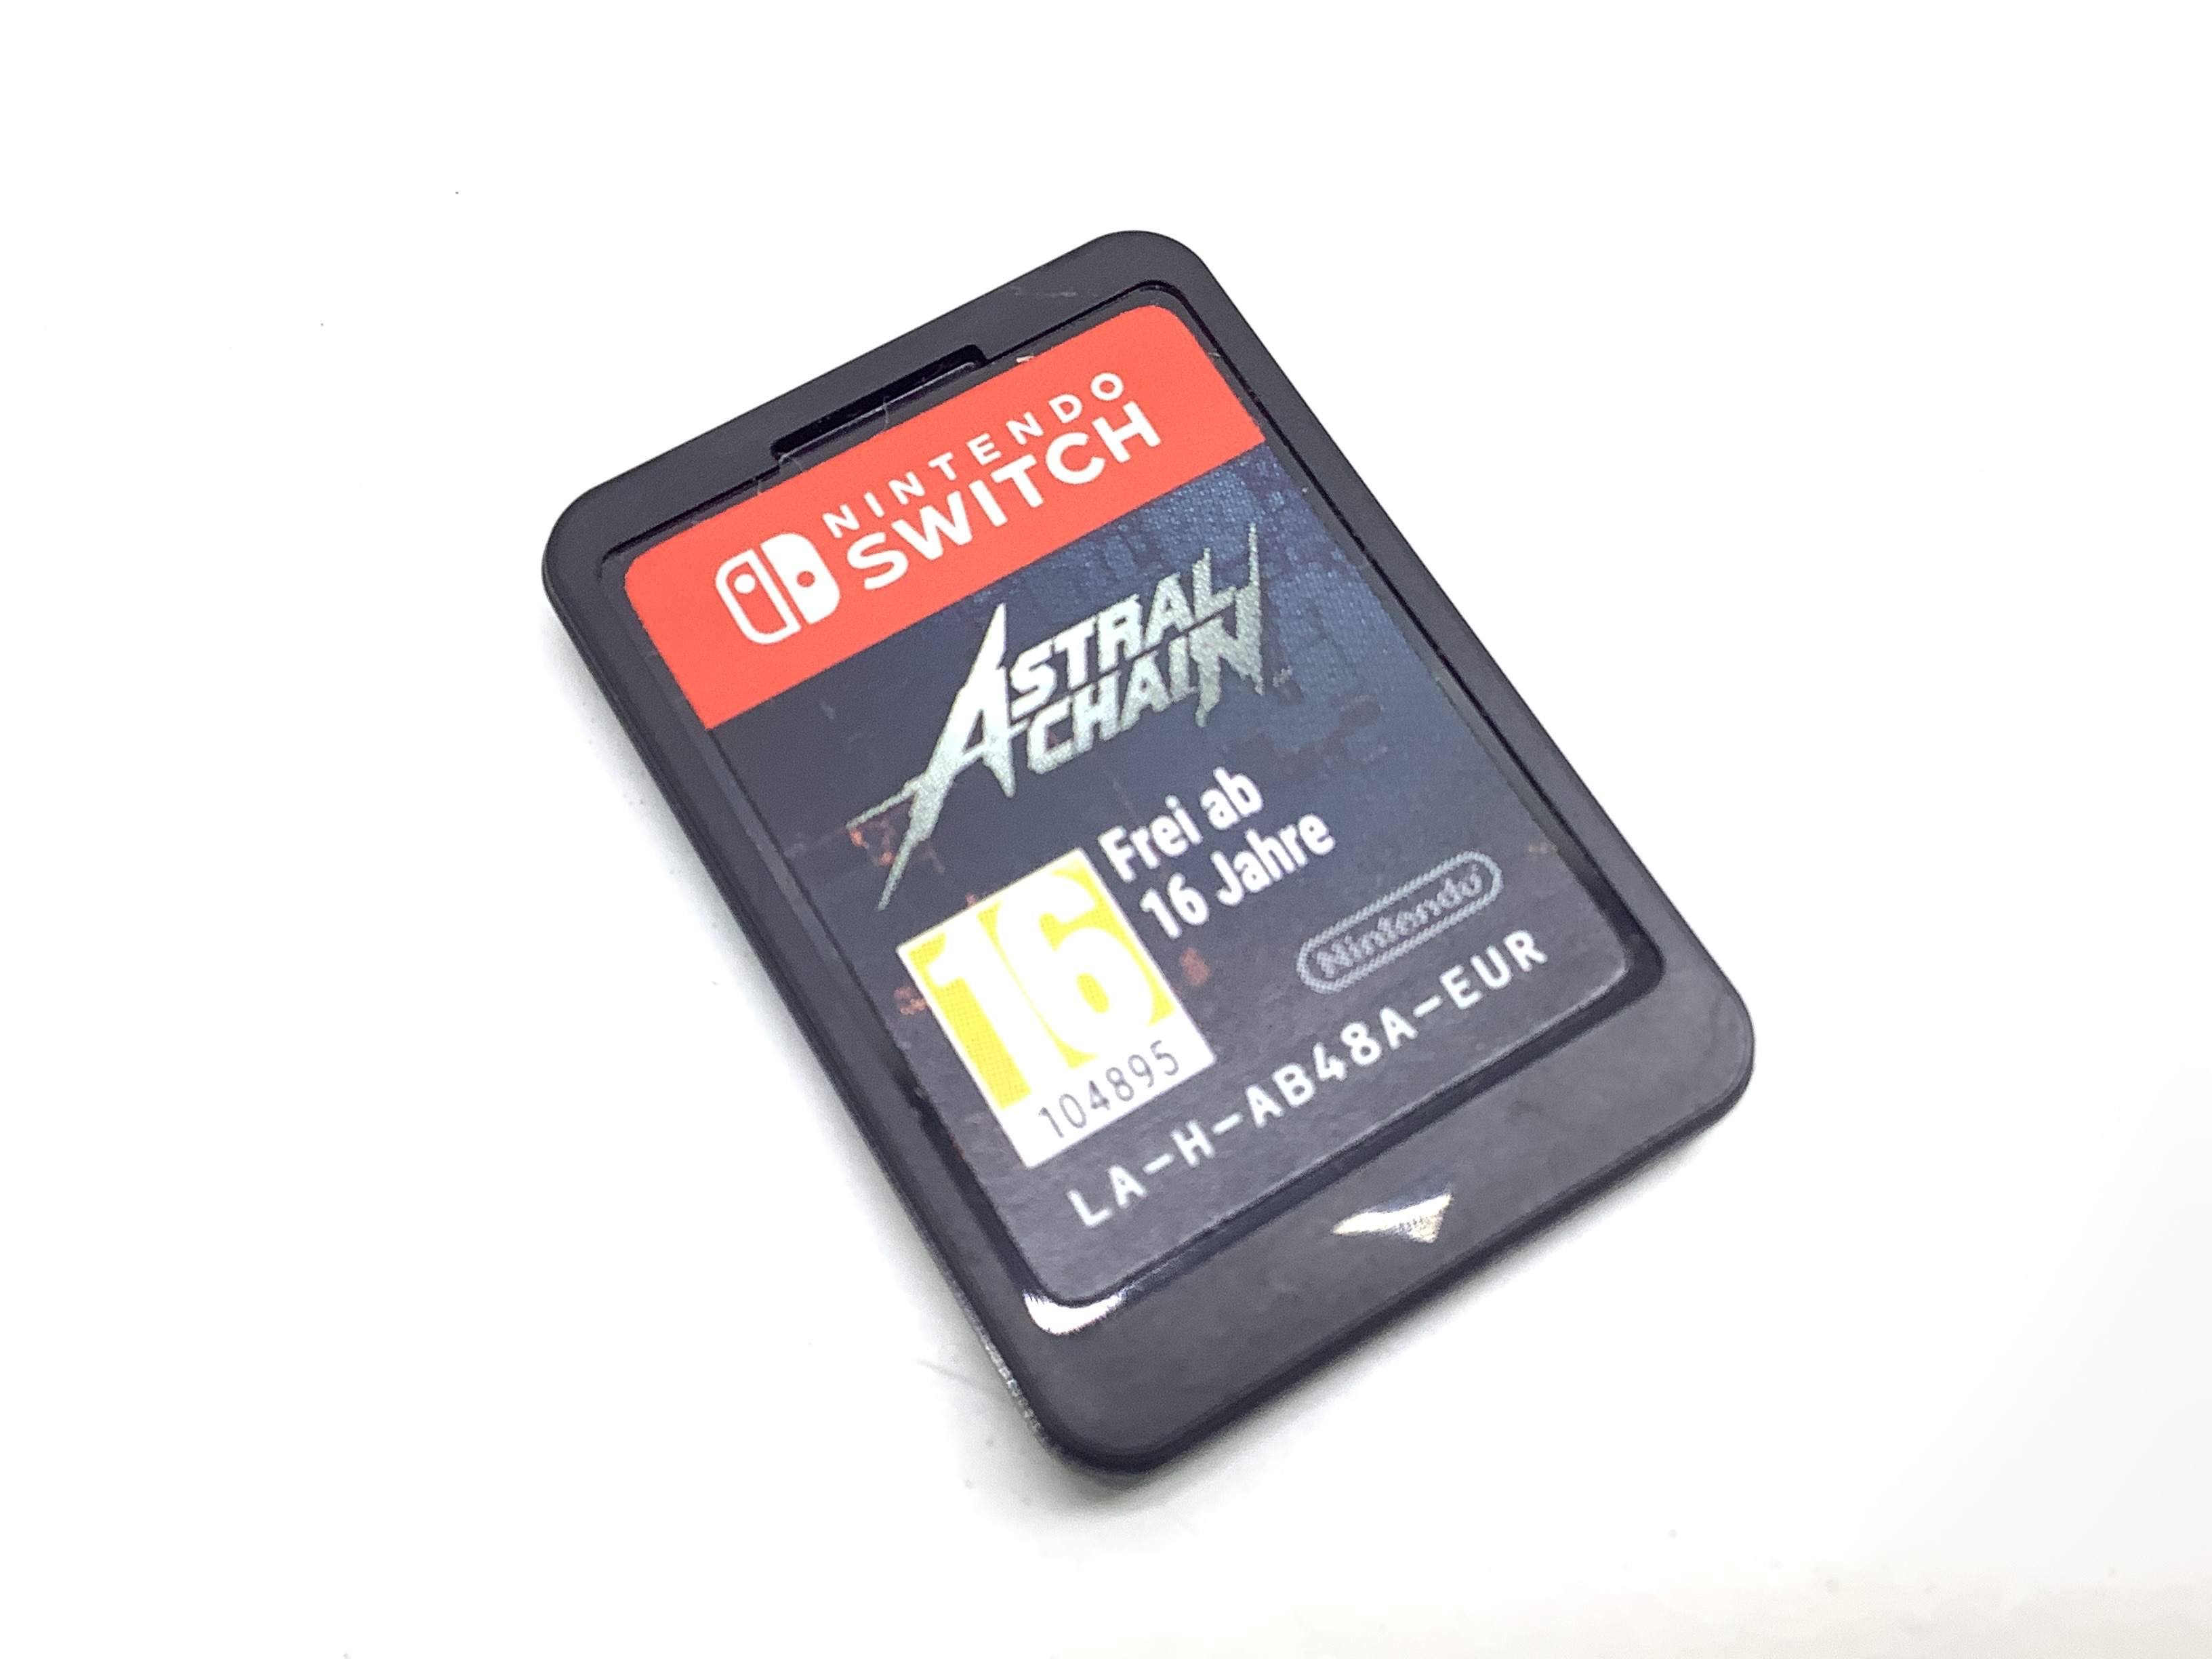 NINTENDO
SWITCH
ASTRAL
CHAIN
Frei ab
16 Jahre
16
104895
Nintendo
LA-H-AB48A-EUR